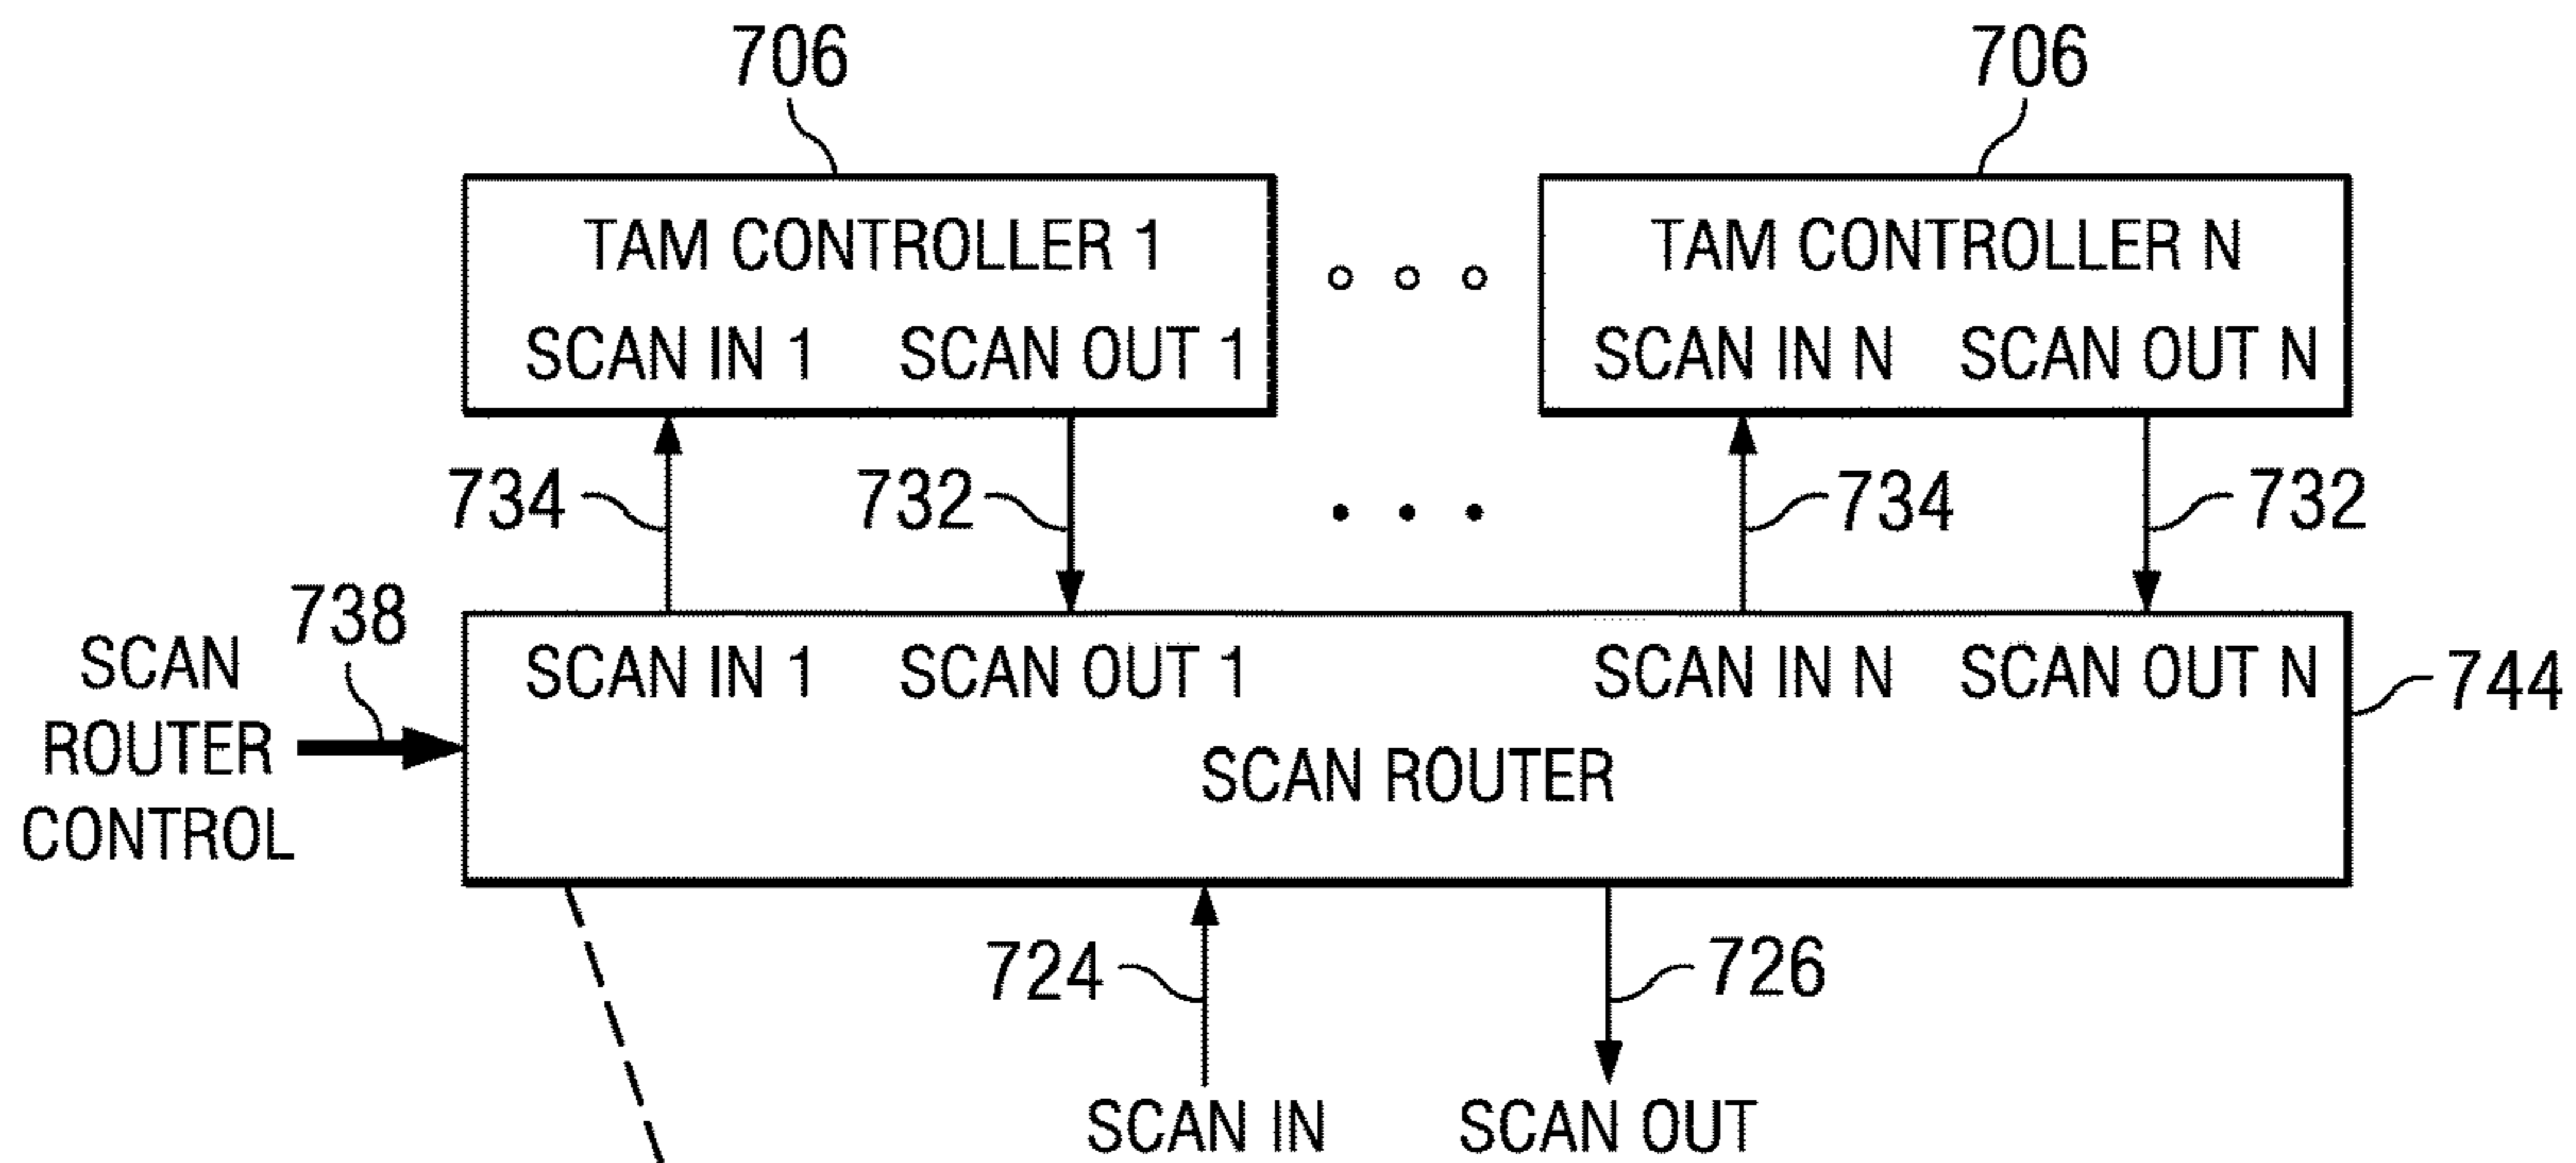 706 706
TAM CONTROLLER 1 TAM CONTROLLER N
SCAN IN 1 SCAN OUT 1 SCAN IN N SCAN OUT N
734 732 734 732
738
SCAN
ROUTER
CONTROL
SCAN IN 1 SCAN OUT 1 SCAN IN N SCAN OUT N
744
SCAN ROUTER
724 726
SCAN IN SCAN OUT